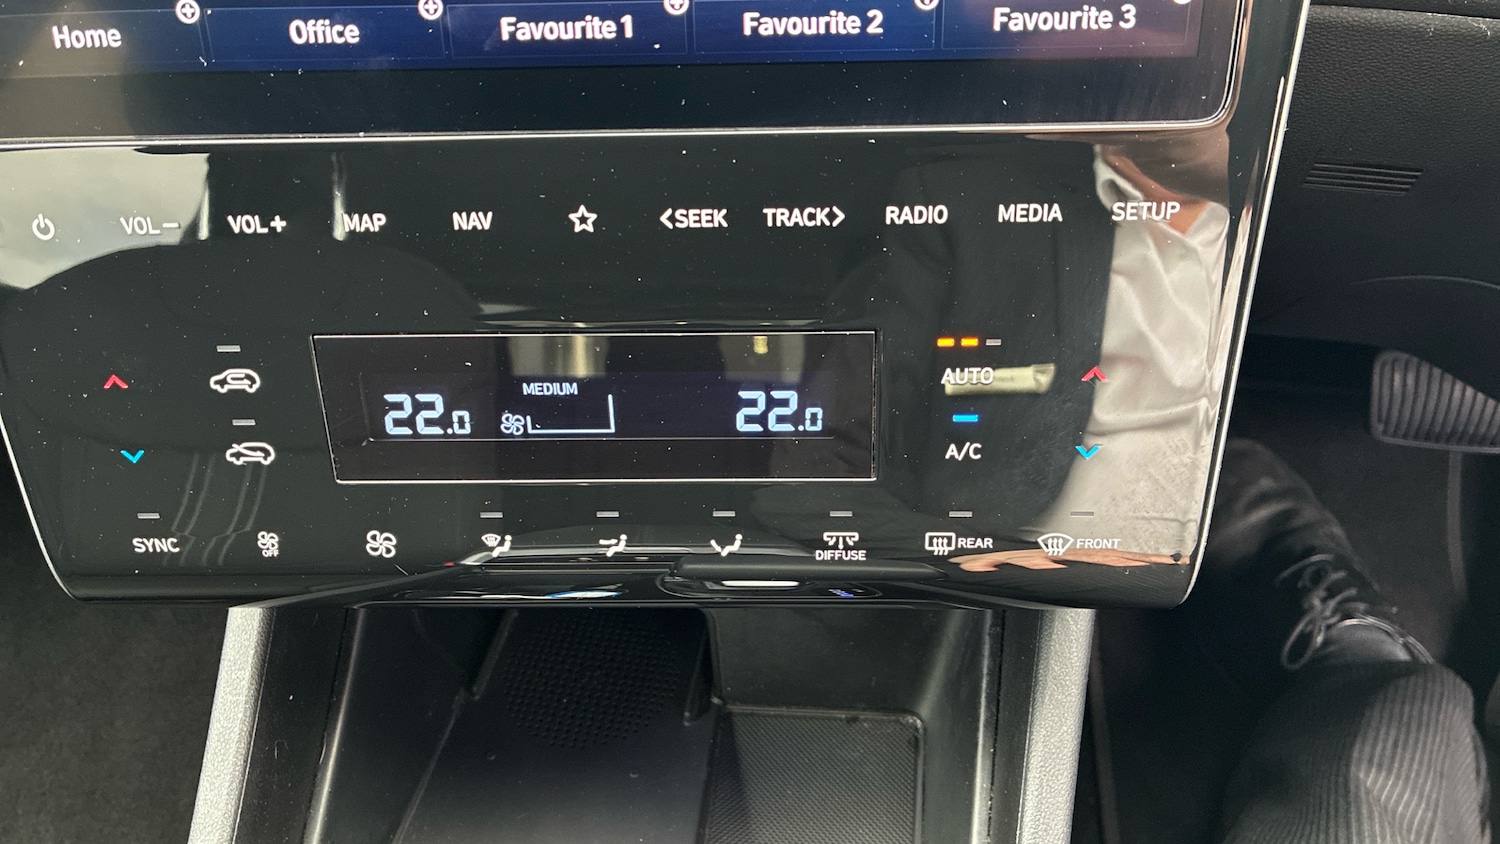 Home Office Favourite 1 Favourite 2 Favourite 3
VOL− VOL+ MAP NAV <SEEK TRACK> RADIO MEDIA SETUP
MEDIUM
22.0 22.0
AUTO
A/C
SYNC OFF DIFFUSE REAR FRONT